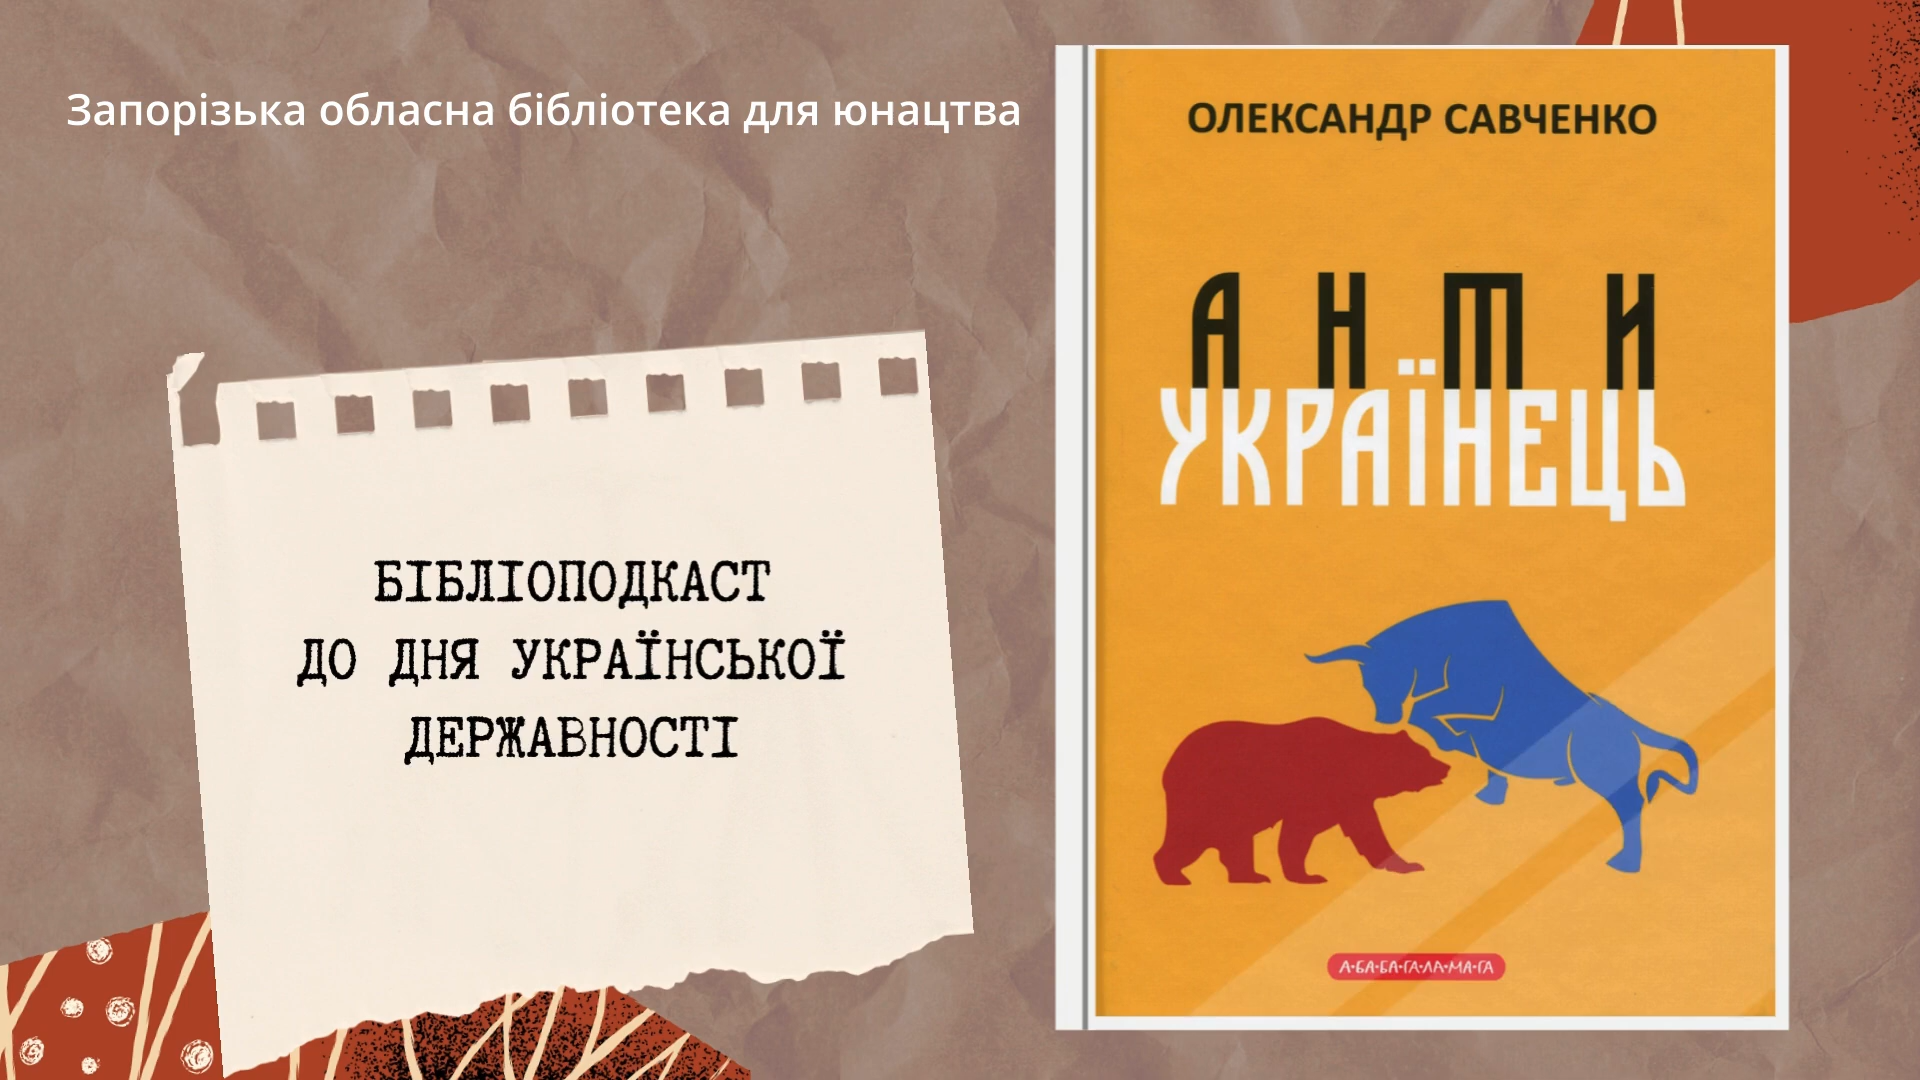 Запорізька обласна бібліотека для юнацтва
БІБЛІОПОДКАСТ
ДО ДНЯ УКРАЇНСЬКОЇ
ДЕРЖАВНОСТІ
ОЛЕКСАНДР САВЧЕНКО
АНТИ
УКРАЇНЕЦЬ
А·БА·БА·ГА·ЛА·МА·ГА